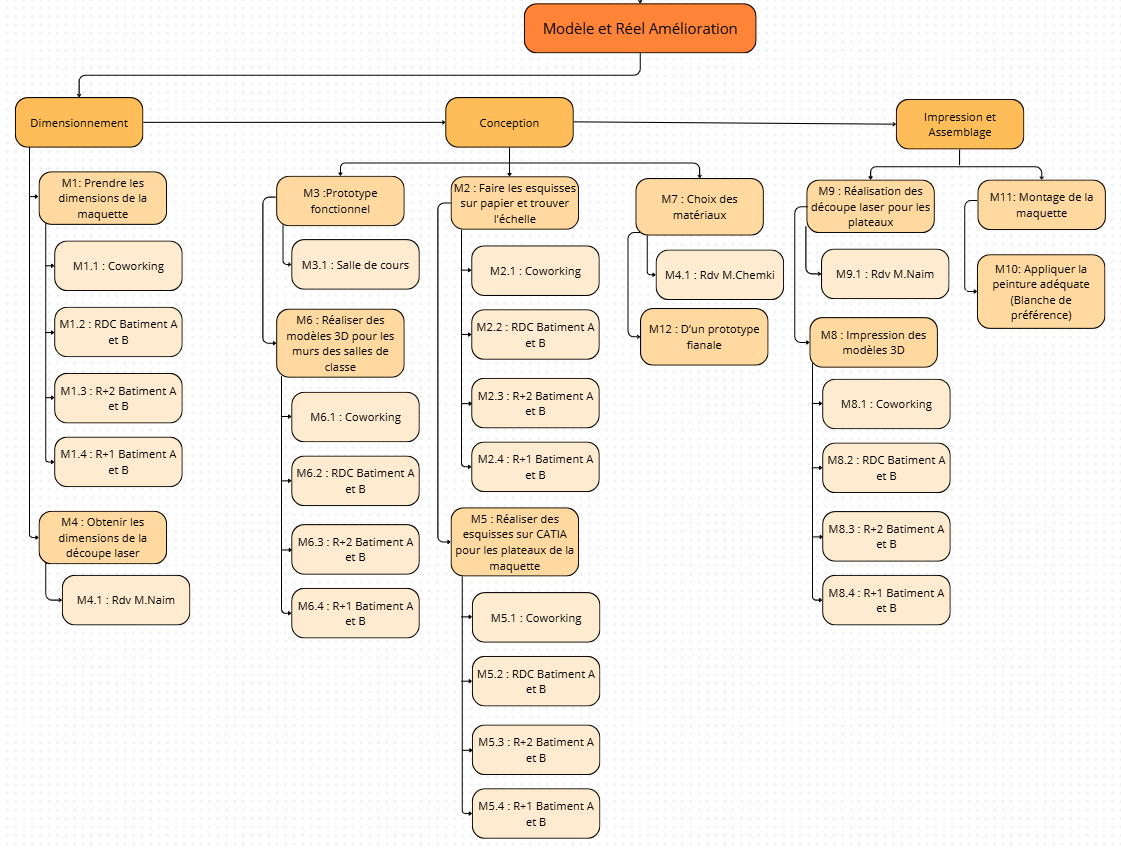 Modèle et Réel Amélioration
Dimensionnement
Conception
Impression et
Assemblage
M1: Prendre les
dimensions de la
maquette
M1.1 : Coworking
M1.2 : RDC Batiment A
et B
M1.3 : R+2 Batiment A
et B
M1.4 : R+1 Batiment A
et B
M4 : Obtenir les
dimensions de la
découpe laser
M4.1 : Rdv M.Naim
M3 :Prototype
fonctionnel
M3.1 : Salle de cours
M6 : Réaliser des
modèles 3D pour les
murs des salles de
classe
M6.1 : Coworking
M6.2 : RDC Batiment A
et B
M6.3 : R+2 Batiment A
et B
M6.4 : R+1 Batiment A
et B
M2 : Faire les esquisses
sur papier et trouver
l'échelle
M2.1 : Coworking
M2.2 : RDC Batiment A
et B
M2.3 : R+2 Batiment A
et B
M2.4 : R+1 Batiment A
et B
M5 : Réaliser des
esquisses sur CATIA
pour les plateaux de la
maquette
M5.1 : Coworking
M5.2 : RDC Batiment A
et B
M5.3 : R+2 Batiment A
et B
M5.4 : R+1 Batiment A
et B
M7 : Choix des
matériaux
M4.1 : Rdv M.Chemki
M12 : D'un prototype
fianale
M9 : Réalisation des
découpe laser pour les
plateaux
M9.1 : Rdv M.Naim
M8 : Impression des
modèles 3D
M8.1 : Coworking
M8.2 : RDC Batiment A
et B
M8.3 : R+2 Batiment A
et B
M8.4 : R+1 Batiment A
et B
M11: Montage de la
maquette
M10: Appliquer la
peinture adéquate
(Blanche de
préférence)